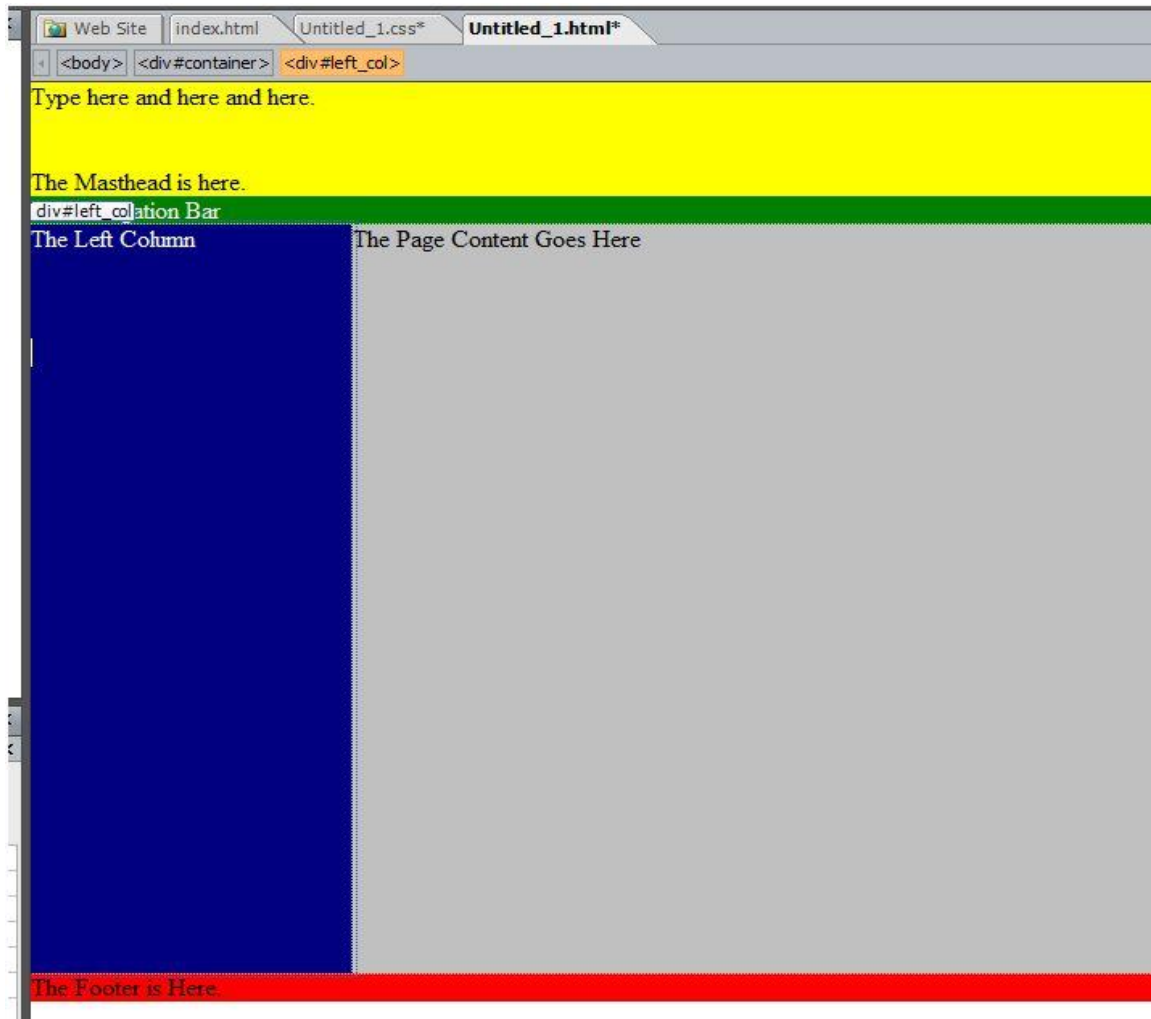 Web Site index.html Untitled_1.css* Untitled_1.html*
<body> <div#container> <div#left_col>
Type here and here and here.
The Masthead is here.
div#left_col ation Bar
The Left Column The Page Content Goes Here
The Footer is Here.